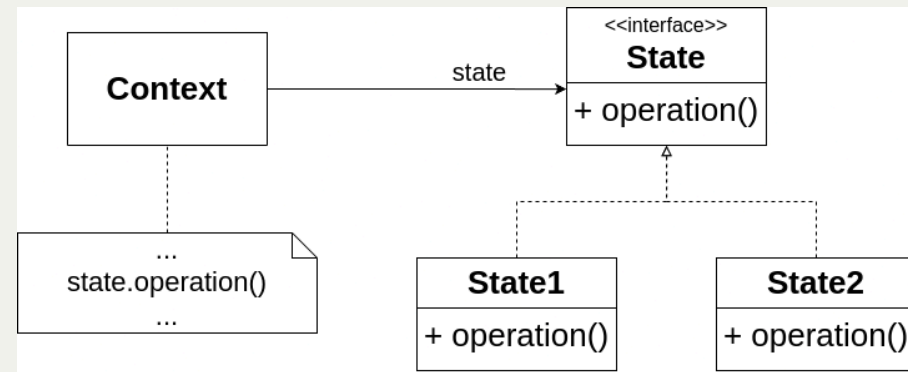 Context
state
<<interface>>
State
+ operation()
...
state.operation()
...
State1
+ operation()
State2
+ operation()